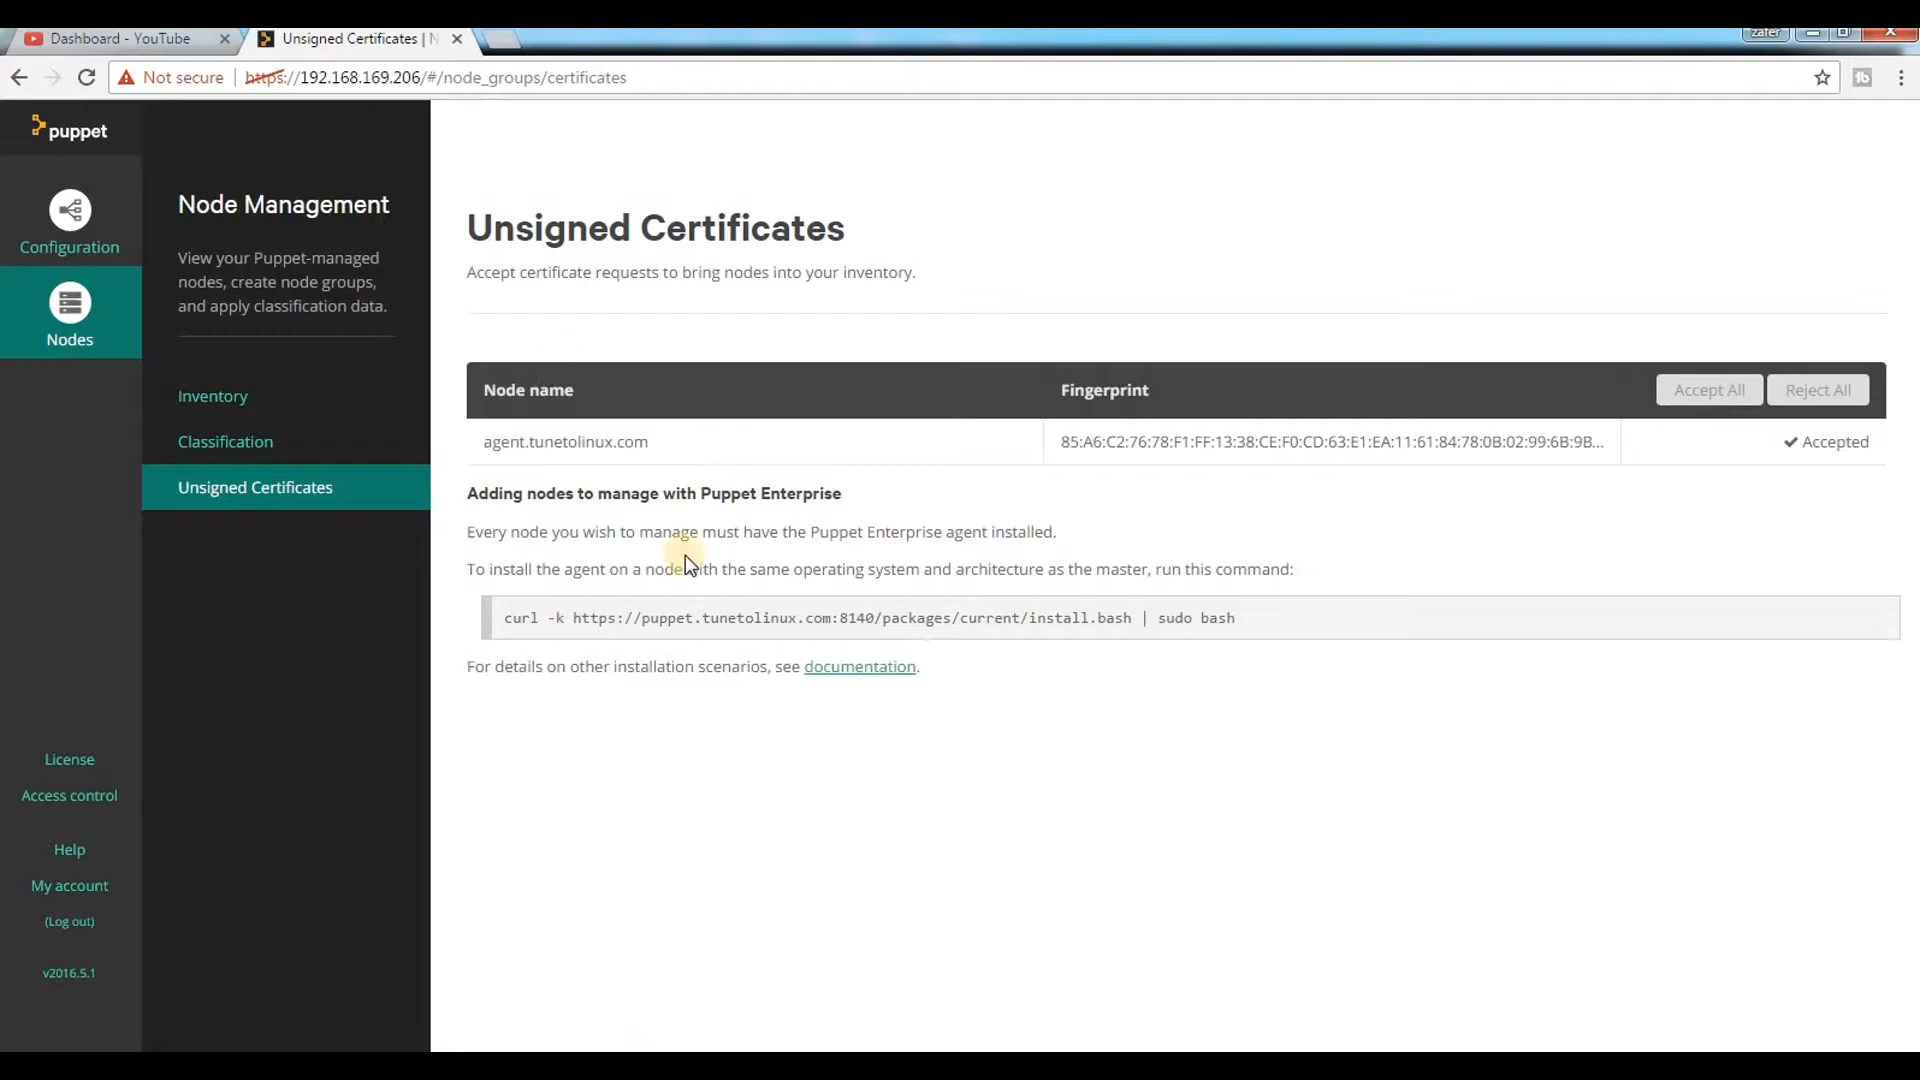 Dashboard - YouTube
Unsigned Certificates | N
zafer
Not secure
https://192.168.169.206/#/node_groups/certificates
puppet
Configuration
Nodes
License
Access control
Help
My account
(Log out)
v2016.5.1
Node Management
View your Puppet-managed
nodes, create node groups,
and apply classification data.
Inventory
Classification
Unsigned Certificates
Unsigned Certificates
Accept certificate requests to bring nodes into your inventory.
Node name Fingerprint Accept All Reject All
agent.tunetolinux.com 85:A6:C2:76:78:F1:FF:13:38:CE:F0:CD:63:E1:EA:11:61:84:78:0B:02:99:6B:9B... Accepted
Adding nodes to manage with Puppet Enterprise
Every node you wish to manage must have the Puppet Enterprise agent installed.
To install the agent on a node with the same operating system and architecture as the master, run this command:
curl -k https://puppet.tunetolinux.com:8140/packages/current/install.bash | sudo bash
For details on other installation scenarios, see documentation.